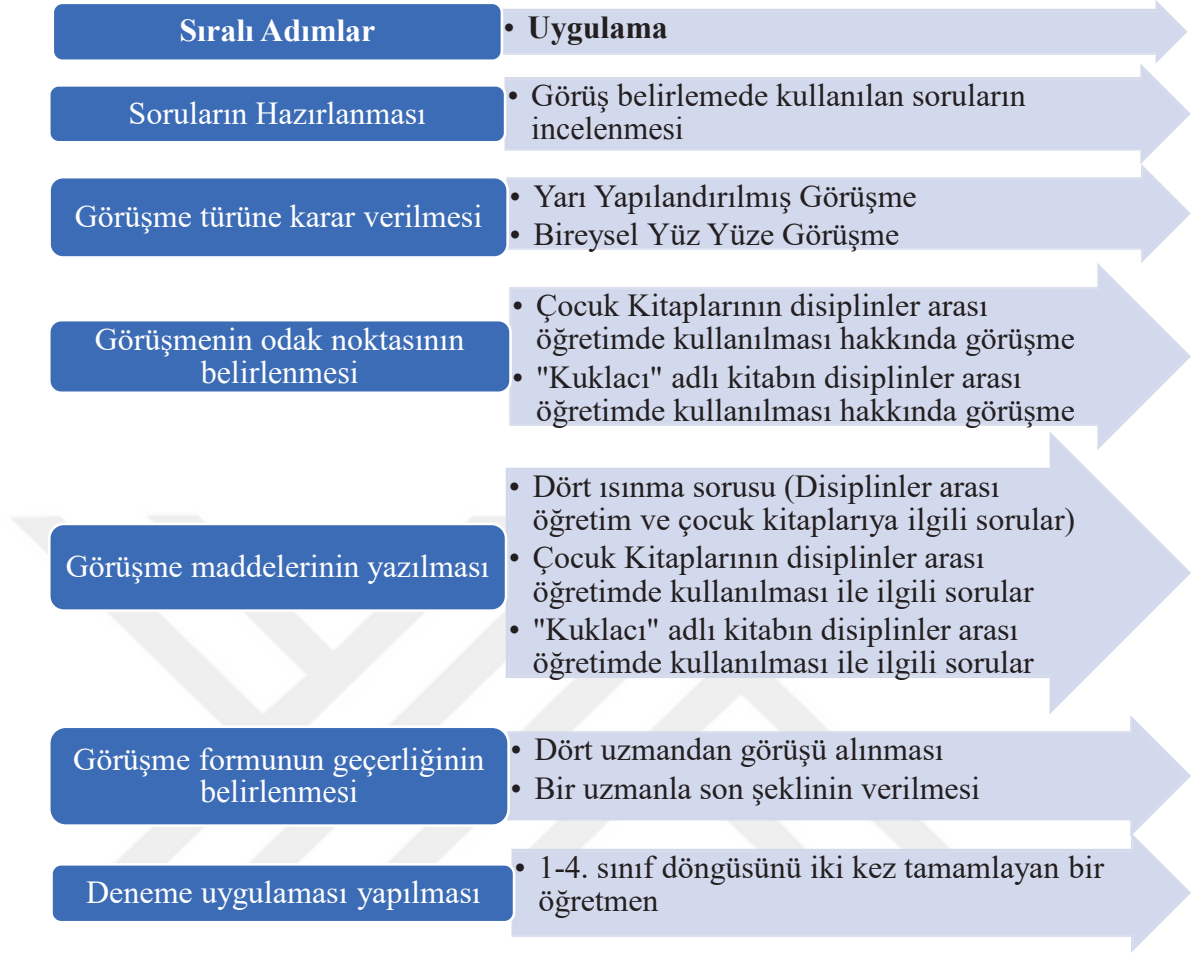 Sıralı Adımlar
• Uygulama
Soruların Hazırlanması
• Görüş belirlemede kullanılan soruların
incelenmesi
Görüşme türüne karar verilmesi
• Yarı Yapılandırılmış Görüşme
• Bireysel Yüz Yüze Görüşme
Görüşmenin odak noktasının
belirlenmesi
• Çocuk Kitaplarının disiplinler arası
öğretimde kullanılması hakkında görüşme
• "Kuklacı" adlı kitabın disiplinler arası
öğretimde kullanılması hakkında görüşme
Görüşme maddelerinin yazılması
• Dört ısınma sorusu (Disiplinler arası
öğretim ve çocuk kitaplarıya ilgili sorular)
• Çocuk Kitaplarının disiplinler arası
öğretimde kullanılması ile ilgili sorular
• "Kuklacı" adlı kitabın disiplinler arası
öğretimde kullanılması ile ilgili sorular
Görüşme formunun geçerliğinin
belirlenmesi
• Dört uzmandan görüşü alınması
• Bir uzmanla son şeklinin verilmesi
Deneme uygulaması yapılması
• 1-4. sınıf döngüsünü iki kez tamamlayan bir
öğretmen